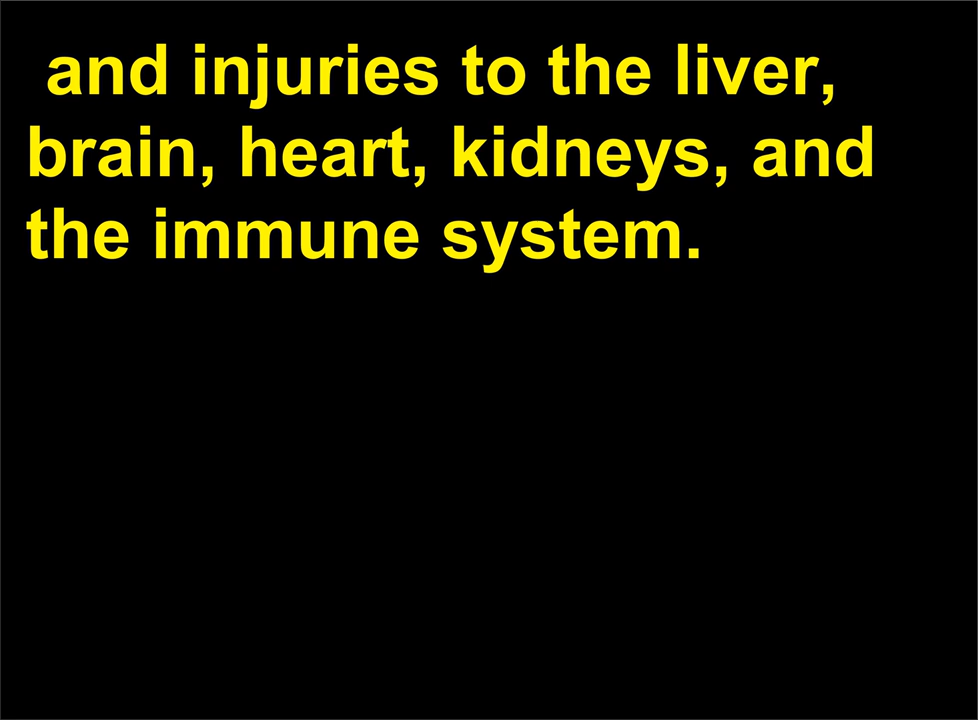 and injuries to the liver,
brain, heart, kidneys, and
the immune system.